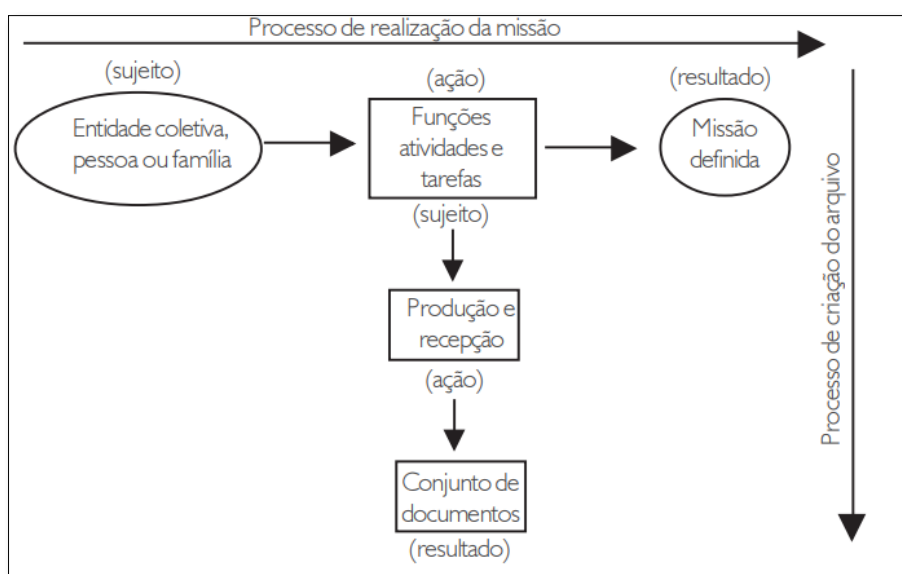 Processo de realização da missão
(sujeito)
(ação)
(resultado)
Entidade coletiva,
pessoa ou família
Funções
atividades e
tarefas
Missão
definida
(sujeito)
Produção e
recepção
(ação)
Conjunto de
documentos
(resultado)
Processo de criação do arquivo